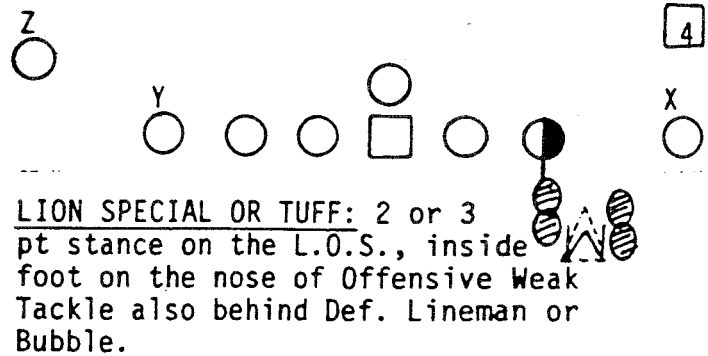 Z
4
Y
X
LION SPECIAL OR TUFF: 2 or 3
pt stance on the L.O.S., inside
foot on the nose of Offensive Weak
Tackle also behind Def. Lineman or
Bubble.